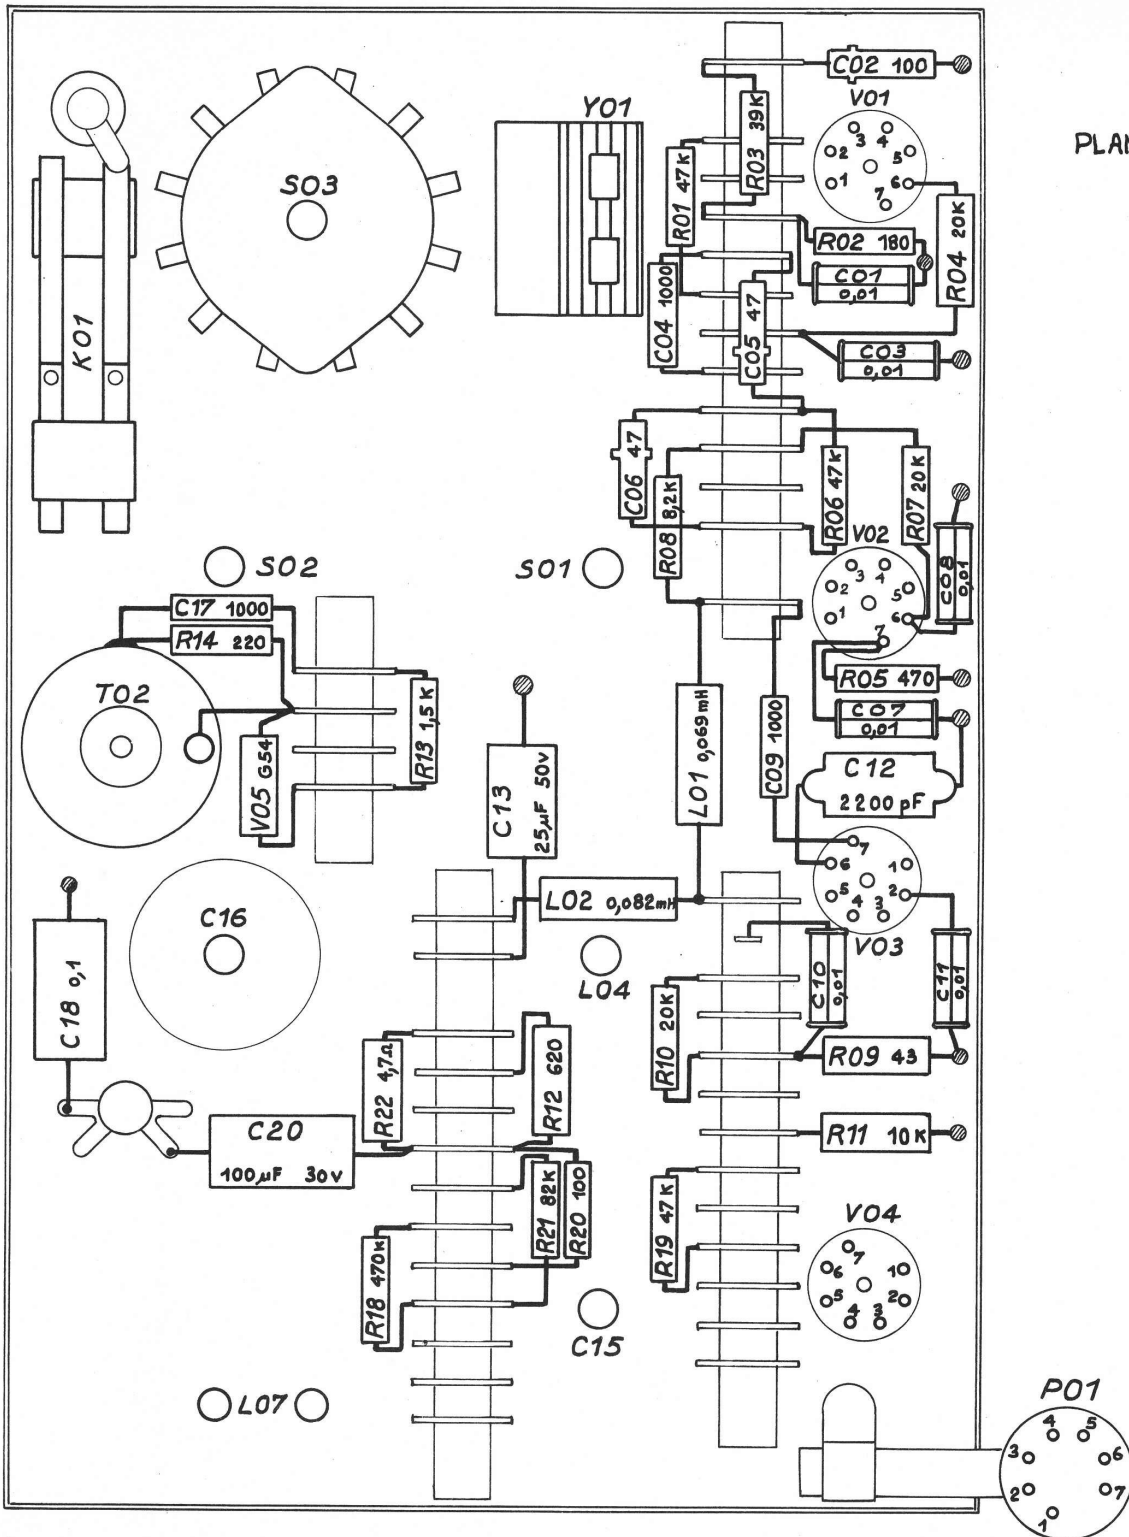 C02 100
V01
3 4
2 5
1 6
7
PLAN
Y01
S03
K01
R03 39K
R01 47K
R02 180
C01
0,01
R04 20K
C04 1000
C05 47
C03
0,01
C06 47
R08 8,2K
R06 47K
R07 20K
C08
0,01
V02
3 4
2 5
1 6
7
S02
S01
C17 1000
R14 220
T02
R13 1,5K
V05 G54
R05 470
C07
0,01
C13
25µF 50V
L01 0,069mH
C09 1000
C12
2200pF
7
6 1
5 2
4 3
V03
L02 0,082mH
C16
L04
C18 0,1
C10
0,01
C11
0,01
R10 20K
R09 43
R22 4,7Ω
R12 620
C20
100µF 30V
R11 10K
R21 82K
R20 100
R18 470K
R19 47K
V04
7
6 1
5 2
4 3
C15
L07
P01
4 5
3 6
2 7
1